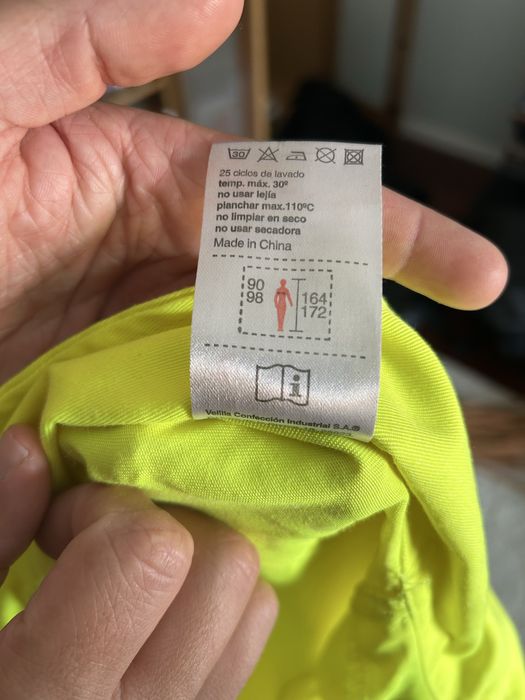 30
25 ciclos de lavado
temp. máx. 30º
no usar lejía
planchar max.110ºC
no limpiar en seco
no usar secadora
Made in China
90
98
164
172
i
Velilla Confección Industrial S.A.®